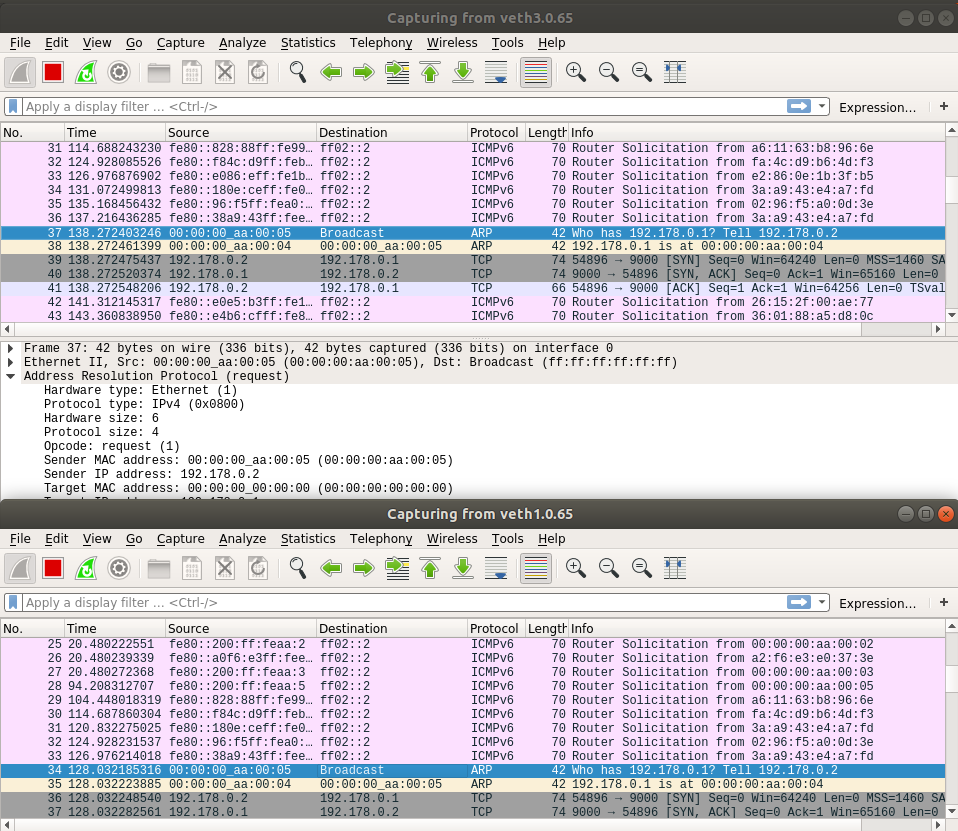 Capturing from veth3.0.65
File Edit View Go Capture Analyze Statistics Telephony Wireless Tools Help
Apply a display filter ... <Ctrl-/> Expression... +
No. Time Source Destination Protocol Length Info
31 114.688243230 fe80::828:88ff:fe99... ff02::2 ICMPv6 70 Router Solicitation from a6:11:63:b8:96:6e
32 124.928085526 fe80::f84c:d9ff:feb... ff02::2 ICMPv6 70 Router Solicitation from fa:4c:d9:b6:4d:f3
33 126.976876902 fe80::e086:eff:fe1b... ff02::2 ICMPv6 70 Router Solicitation from e2:86:0e:1b:3f:b5
34 131.072499813 fe80::180e:ceff:fe0... ff02::2 ICMPv6 70 Router Solicitation from 3a:a9:43:e4:a7:fd
35 135.168456432 fe80::96:f5ff:fea0:... ff02::2 ICMPv6 70 Router Solicitation from 02:96:f5:a0:0d:3e
36 137.216436285 fe80::38a9:43ff:fee... ff02::2 ICMPv6 70 Router Solicitation from 3a:a9:43:e4:a7:fd
37 138.272403246 00:00:00_aa:00:05 Broadcast ARP 42 Who has 192.178.0.1? Tell 192.178.0.2
38 138.272461399 00:00:00_aa:00:04 00:00:00_aa:00:05 ARP 42 192.178.0.1 is at 00:00:00:aa:00:04
39 138.272475437 192.178.0.2 192.178.0.1 TCP 74 54896 → 9000 [SYN] Seq=0 Win=64240 Len=0 MSS=1460 SA
40 138.272520374 192.178.0.1 192.178.0.2 TCP 74 9000 → 54896 [SYN, ACK] Seq=0 Ack=1 Win=65160 Len=0
41 138.272548206 192.178.0.2 192.178.0.1 TCP 66 54896 → 9000 [ACK] Seq=1 Ack=1 Win=64256 Len=0 TSval
42 141.312145317 fe80::e0e5:b3ff:fe1... ff02::2 ICMPv6 70 Router Solicitation from 26:15:2f:00:ae:77
43 143.360838950 fe80::e4b6:cfff:fe8... ff02::2 ICMPv6 70 Router Solicitation from 36:01:88:a5:d8:0c
Frame 37: 42 bytes on wire (336 bits), 42 bytes captured (336 bits) on interface 0
Ethernet II, Src: 00:00:00_aa:00:05 (00:00:00:aa:00:05), Dst: Broadcast (ff:ff:ff:ff:ff:ff)
Address Resolution Protocol (request)
Hardware type: Ethernet (1)
Protocol type: IPv4 (0x0800)
Hardware size: 6
Protocol size: 4
Opcode: request (1)
Sender MAC address: 00:00:00_aa:00:05 (00:00:00:aa:00:05)
Sender IP address: 192.178.0.2
Target MAC address: 00:00:00_00:00:00 (00:00:00:00:00:00)
Capturing from veth1.0.65
File Edit View Go Capture Analyze Statistics Telephony Wireless Tools Help
Apply a display filter ... <Ctrl-/> Expression... +
No. Time Source Destination Protocol Length Info
25 20.480222551 fe80::200:ff:feaa:2 ff02::2 ICMPv6 70 Router Solicitation from 00:00:00:aa:00:02
26 20.480239339 fe80::a0f6:e3ff:fee... ff02::2 ICMPv6 70 Router Solicitation from a2:f6:e3:e0:37:3e
27 20.480272368 fe80::200:ff:feaa:3 ff02::2 ICMPv6 70 Router Solicitation from 00:00:00:aa:00:03
28 94.208312707 fe80::200:ff:feaa:5 ff02::2 ICMPv6 70 Router Solicitation from 00:00:00:aa:00:05
29 104.448018319 fe80::828:88ff:fe99... ff02::2 ICMPv6 70 Router Solicitation from a6:11:63:b8:96:6e
30 114.687860304 fe80::f84c:d9ff:feb... ff02::2 ICMPv6 70 Router Solicitation from fa:4c:d9:b6:4d:f3
31 120.832275025 fe80::180e:ceff:fe0... ff02::2 ICMPv6 70 Router Solicitation from 3a:a9:43:e4:a7:fd
32 124.928231537 fe80::96:f5ff:fea0:... ff02::2 ICMPv6 70 Router Solicitation from 02:96:f5:a0:0d:3e
33 126.976214018 fe80::38a9:43ff:fee... ff02::2 ICMPv6 70 Router Solicitation from 3a:a9:43:e4:a7:fd
34 128.032185316 00:00:00_aa:00:05 Broadcast ARP 42 Who has 192.178.0.1? Tell 192.178.0.2
35 128.032223885 00:00:00_aa:00:04 00:00:00_aa:00:05 ARP 42 192.178.0.1 is at 00:00:00:aa:00:04
36 128.032248540 192.178.0.2 192.178.0.1 TCP 74 54896 → 9000 [SYN] Seq=0 Win=64240 Len=0 MSS=1460 SA
37 128.032282561 192.178.0.1 192.178.0.2 TCP 74 9000 → 54896 [SYN, ACK] Seq=0 Ack=1 Win=65160 Len=0